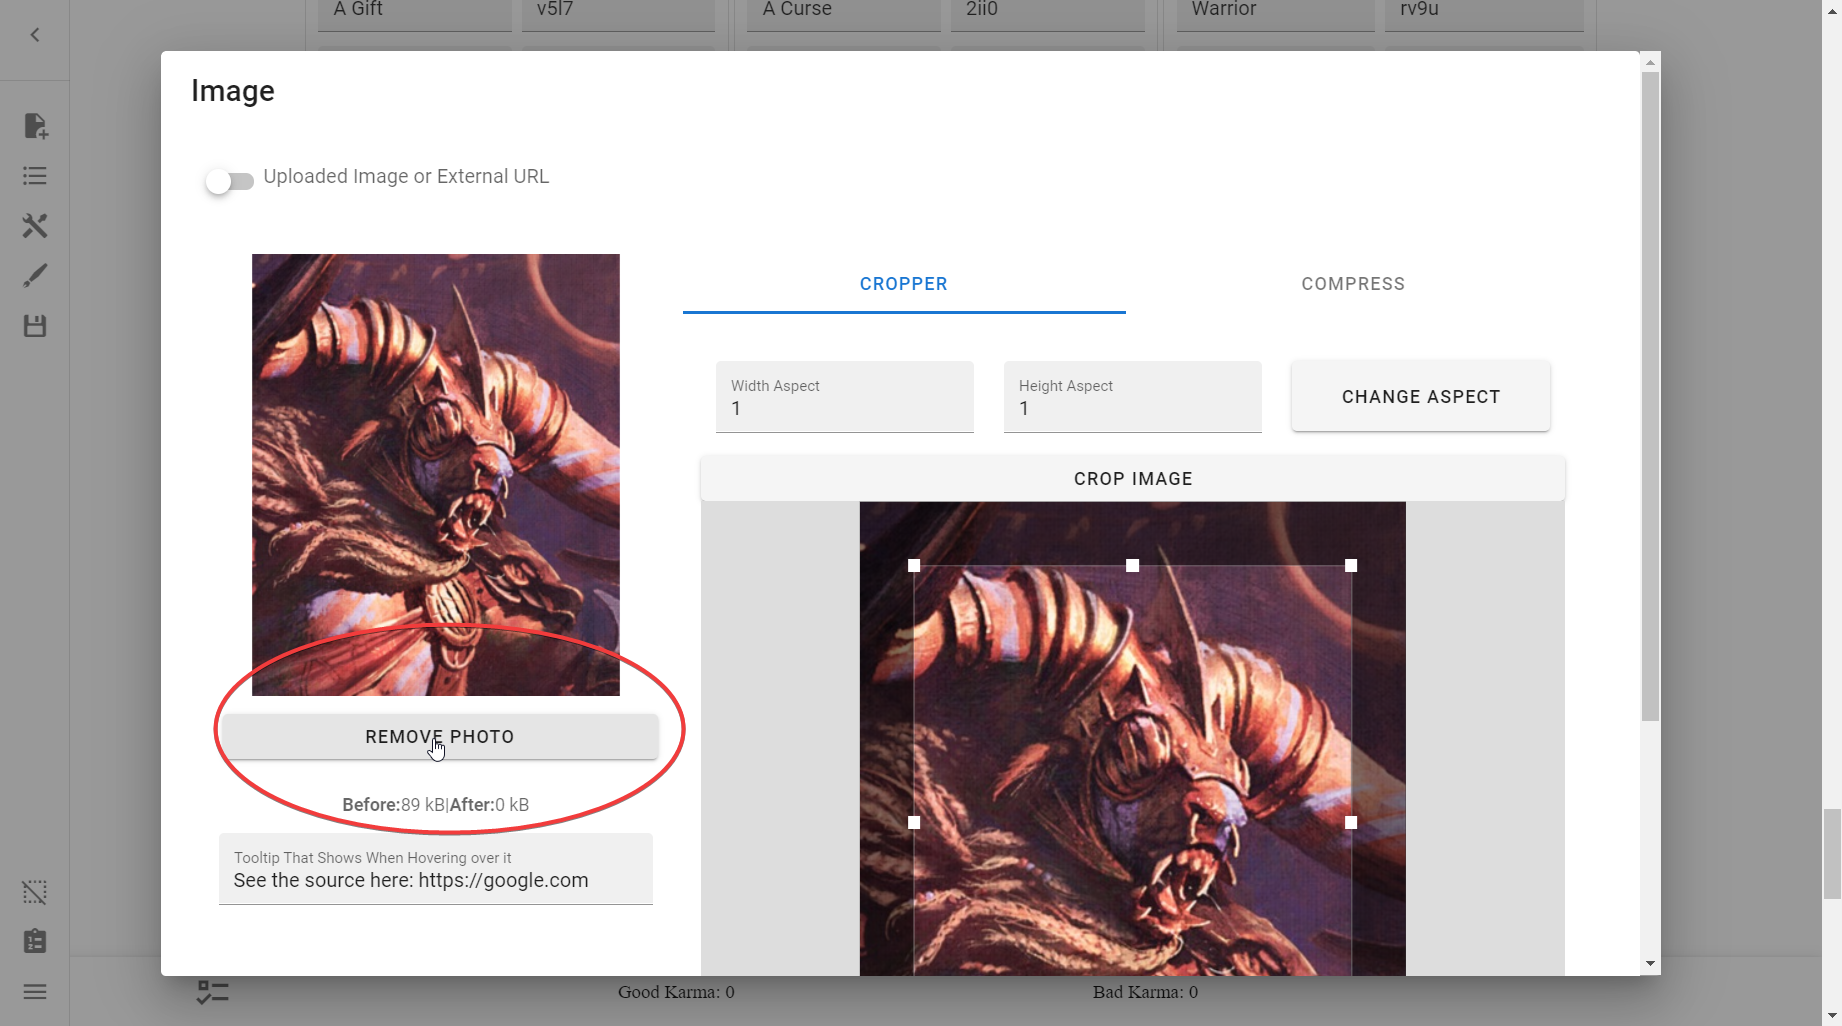 A Gift v5l7 A Curse 2ii0 Warrior rv9u
Image
Uploaded Image or External URL
CROPPER COMPRESS
Width Aspect
1
Height Aspect
1
CHANGE ASPECT
CROP IMAGE
REMOVE PHOTO
Before:89 kB|After:0 kB
Tooltip That Shows When Hovering over it
See the source here: https://google.com
Good Karma: 0 Bad Karma: 0